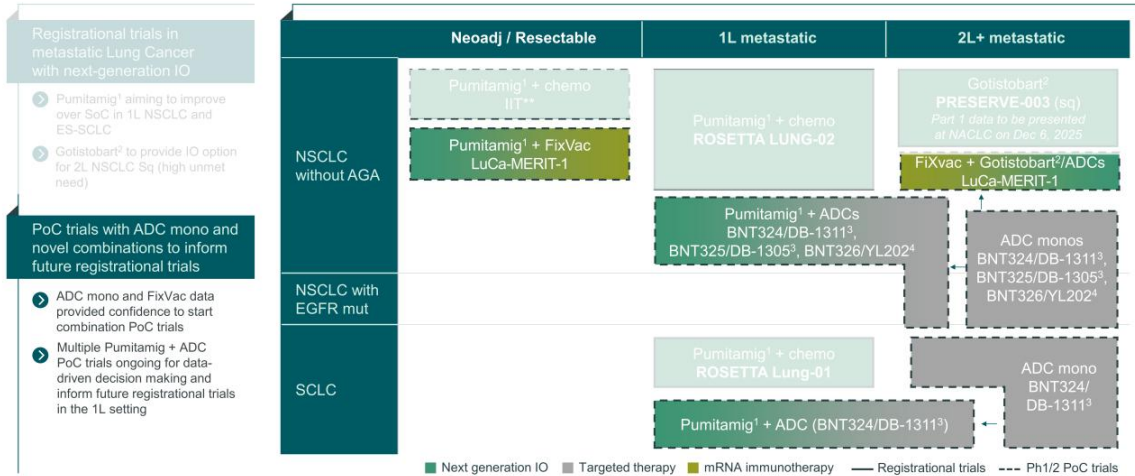 Registrational trials in
metastatic Lung Cancer
with next-generation IO
Pumitamig¹ aiming to improve
over SoC in 1L NSCLC and
ES-SCLC
Gotistobart² to provide IO option
for 2L NSCLC Sq (high unmet
need)
PoC trials with ADC mono and
novel combinations to inform
future registrational trials
ADC mono and FixVac data
provided confidence to start
combination PoC trials
Multiple Pumitamig + ADC
PoC trials ongoing for data-
driven decision making and
inform future registrational trials
in the 1L setting
Neoadj / Resectable
1L metastatic
2L+ metastatic
NSCLC
without AGA
Pumitamig¹ + chemo
IIT**
Pumitamig¹ + FixVac
LuCa-MERIT-1
Pumitamig¹ + chemo
ROSETTA LUNG-02
Gotistobart²
PRESERVE-003 (sq)
Part 1 data to be presented
at NACLC on Dec 6, 2025
FiXvac + Gotistobart²/ADCs
LuCa-MERIT-1
Pumitamig¹ + ADCs
BNT324/DB-1311³,
BNT325/DB-1305³, BNT326/YL202⁴
ADC monos
BNT324/DB-1311³,
BNT325/DB-1305³,
BNT326/YL202⁴
NSCLC with
EGFR mut
SCLC
Pumitamig¹ + chemo
ROSETTA Lung-01
ADC mono
BNT324/
DB-1311³
Pumitamig¹ + ADC (BNT324/DB-1311³)
Next generation IO
Targeted therapy
mRNA immunotherapy
Registrational trials
Ph1/2 PoC trials